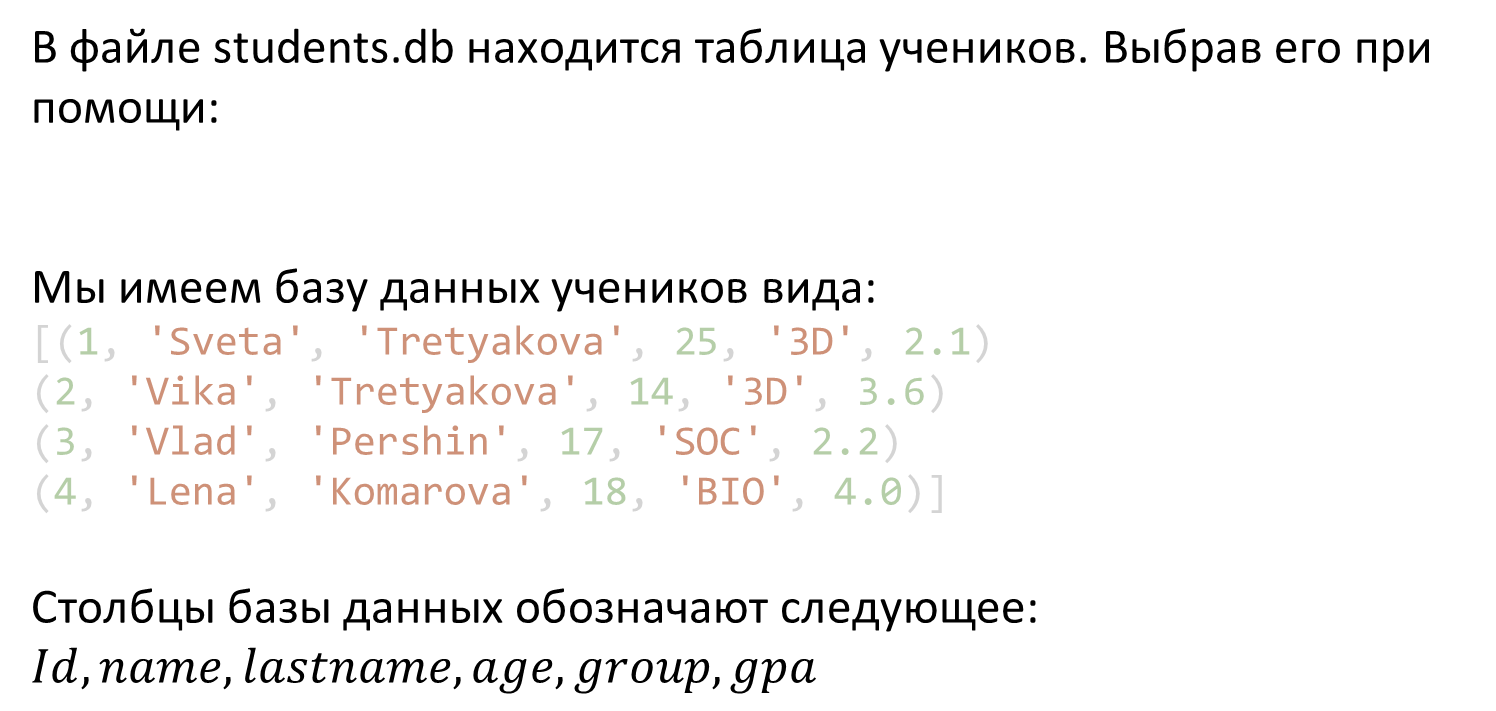 В файле students.db находится таблица учеников. Выбрав его при
помощи:
Мы имеем базу данных учеников вида:
[(1, 'Sveta', 'Tretyakova', 25, '3D', 2.1)
(2, 'Vika', 'Tretyakova', 14, '3D', 3.6)
(3, 'Vlad', 'Pershin', 17, 'SOC', 2.2)
(4, 'Lena', 'Komarova', 18, 'BIO', 4.0)]
Столбцы базы данных обозначают следующее:
Id, name, lastname, age, group, gpa